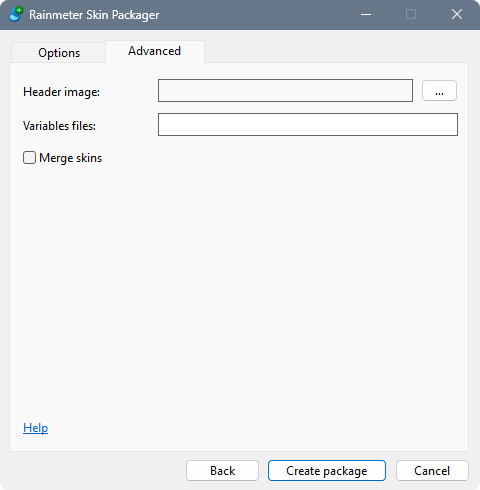 Rainmeter Skin Packager
Options Advanced
Header image: ...
Variables files:
Merge skins
Help
Back Create package Cancel